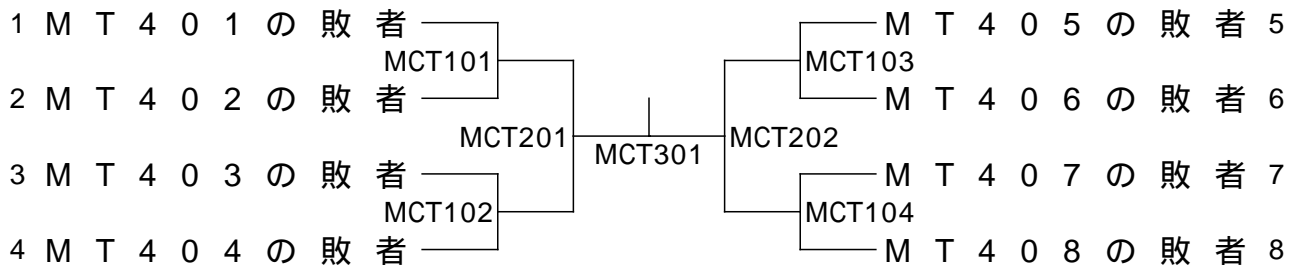 1 MT401の敗者
MCT101
2 MT402の敗者
MCT201
3 MT403の敗者
MCT102
4 MT404の敗者
MCT301
MT405の敗者 5
MCT103
MT406の敗者 6
MCT202
MT407の敗者 7
MCT104
MT408の敗者 8